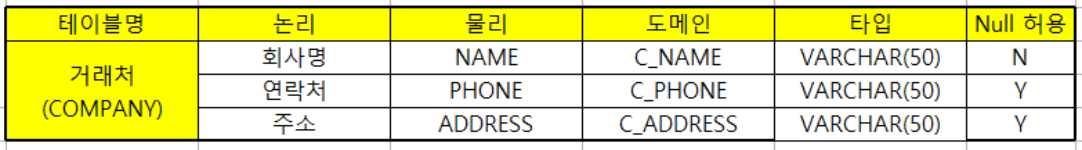 테이블명 논리 물리 도메인 타입 Null 허용
거래처
(COMPANY)
회사명 NAME C_NAME VARCHAR(50) N
연락처 PHONE C_PHONE VARCHAR(50) Y
주소 ADDRESS C_ADDRESS VARCHAR(50) Y